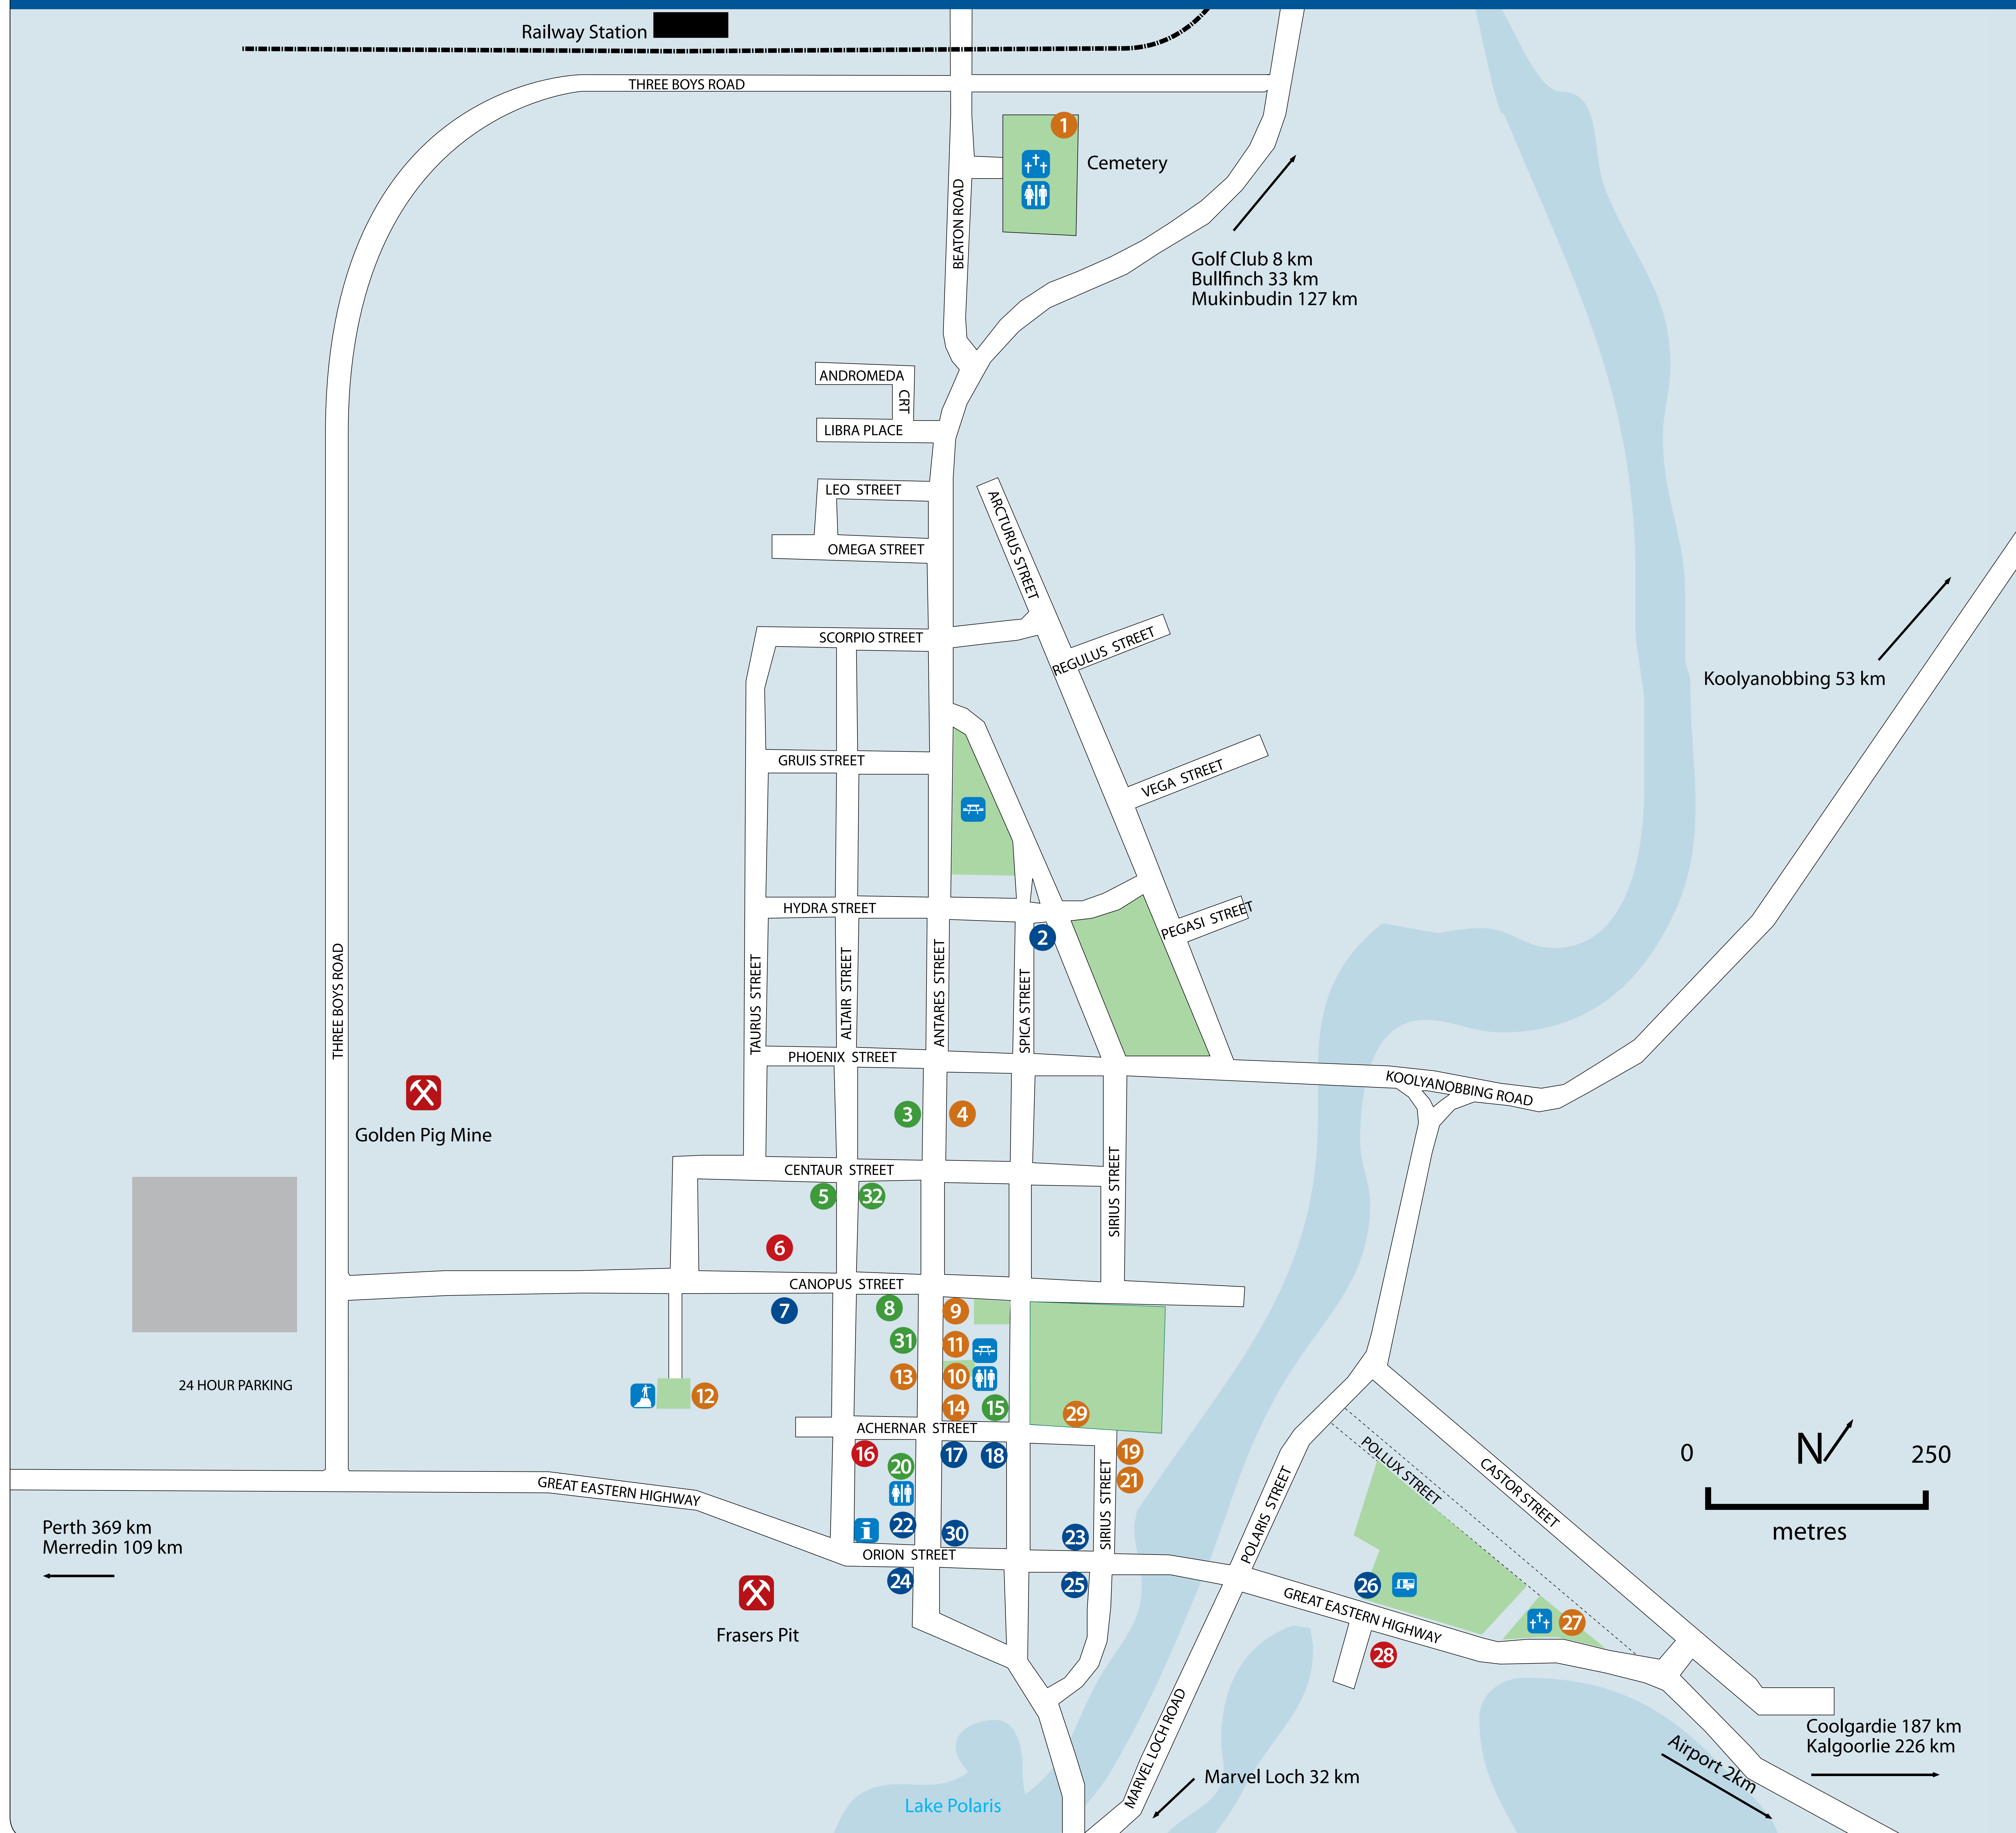 Railway Station
THREE BOYS ROAD
1
Cemetery
BEATON ROAD
Golf Club 8 km
Bullfinch 33 km
Mukinbudin 127 km
ANDROMEDA
CRT
LIBRA PLACE
LEO STREET
ARCTURUS STREET
OMEGA STREET
SCORPIO STREET
REGULUS STREET
Koolyanobbing 53 km
GRUIS STREET
VEGA STREET
HYDRA STREET
PEGASI STREET
2
THREE BOYS ROAD
TAURUS STREET
ALTAIR STREET
ANTARES STREET
SPICA STREET
PHOENIX STREET
KOOLYANOBBING ROAD
3
4
Golden Pig Mine
CENTAUR STREET
SIRIUS STREET
5
32
6
CANOPUS STREET
7
8
9
31
11
24 HOUR PARKING
12
13
10
14
15
29
ACHERNAR STREET
16
17
18
19
20
21
POLLUX STREET
CASTOR STREET
0
N
250
metres
GREAT EASTERN HIGHWAY
SIRIUS STREET
POLARIS STREET
Perth 369 km
Merredin 109 km
i
22
30
23
ORION STREET
24
25
26
GREAT EASTERN HIGHWAY
27
Frasers Pit
28
MARVEL LOCH ROAD
Coolgardie 187 km
Kalgoorlie 226 km
Airport 2km
Marvel Loch 32 km
Lake Polaris